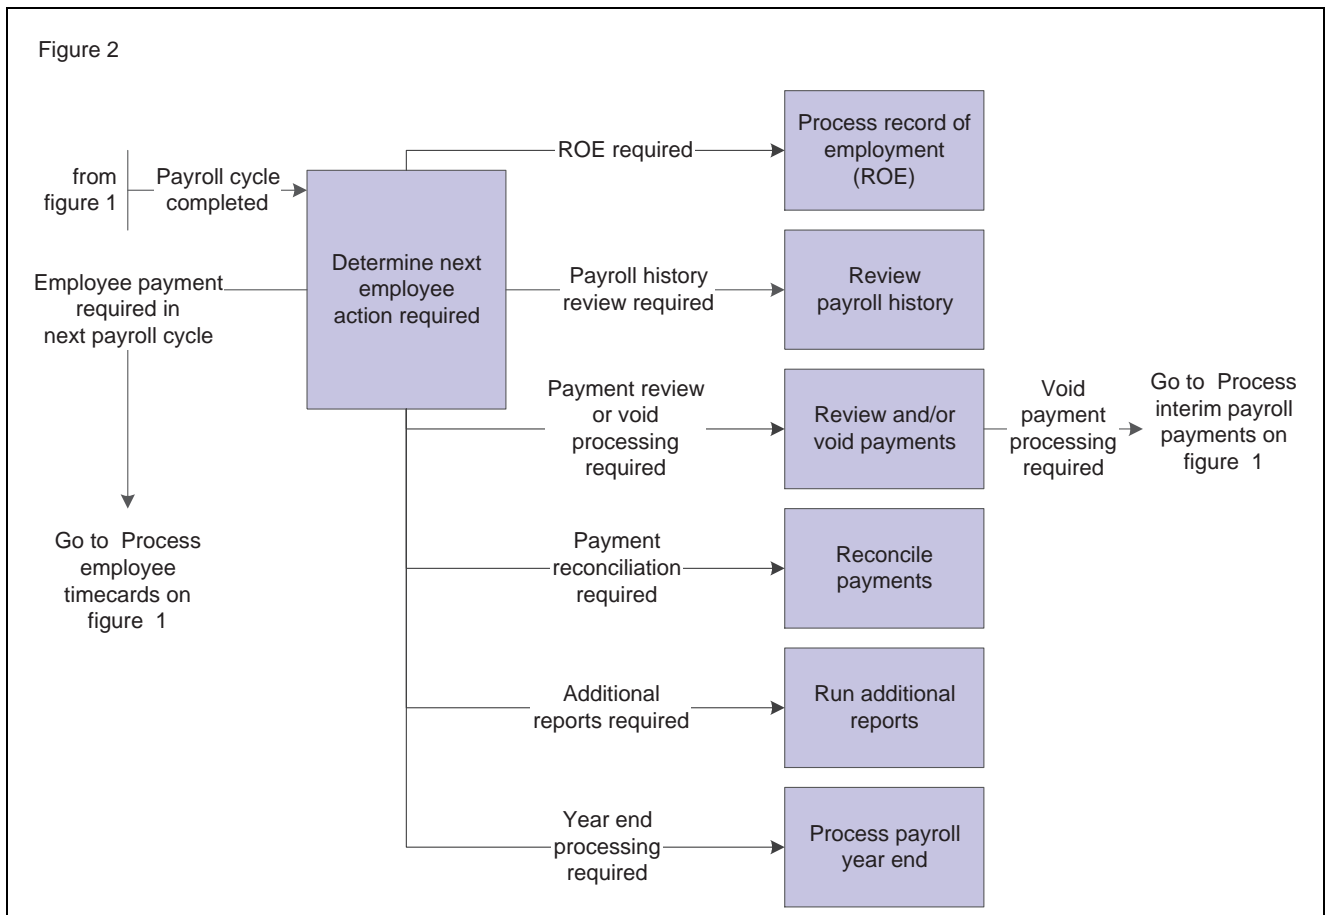 Figure 2
from
figure 1
Payroll cycle
completed
Employee payment
required in
next payroll cycle
Go to  Process
employee
timecards on
figure  1
Determine next
employee
action required
ROE required
Process record of
employment
(ROE)
Payroll history
review required
Review
payroll history
Payment review
or void
processing
required
Review and/or
void payments
Void
payment
processing
required
Go to  Process
interim payroll
payments on
figure  1
Payment
reconciliation
required
Reconcile
payments
Additional
reports required
Run additional
reports
Year end
processing
required
Process payroll
year end